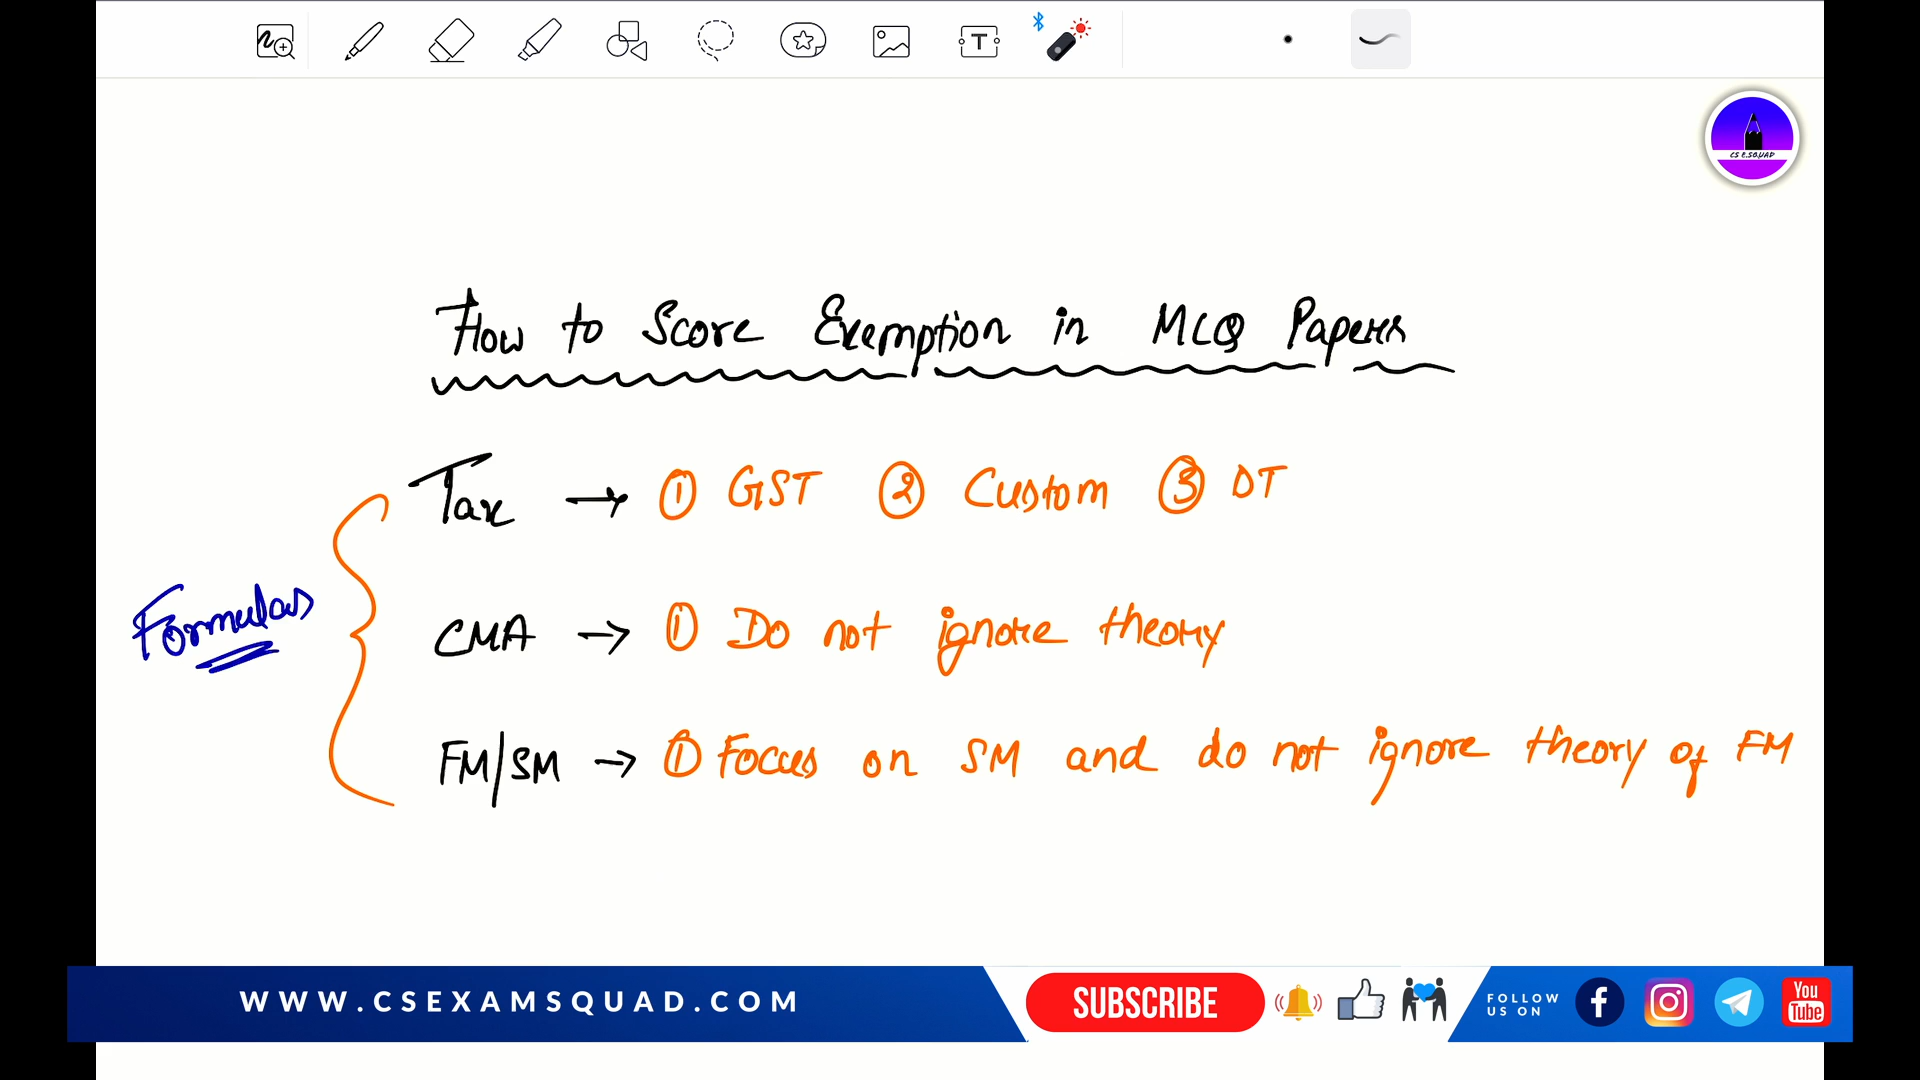 T
CS E.SQUAD
How to Score Exemption in MCQ Papers
Tax → ① GST ② Custom ③ DT
Formulas
CMA → ① Do not ignore theory
FM/SM → ① Focus on SM and do not ignore theory of FM
WWW.CSEXAMSQUAD.COM
SUBSCRIBE
FOLLOW
US ON
You
Tube